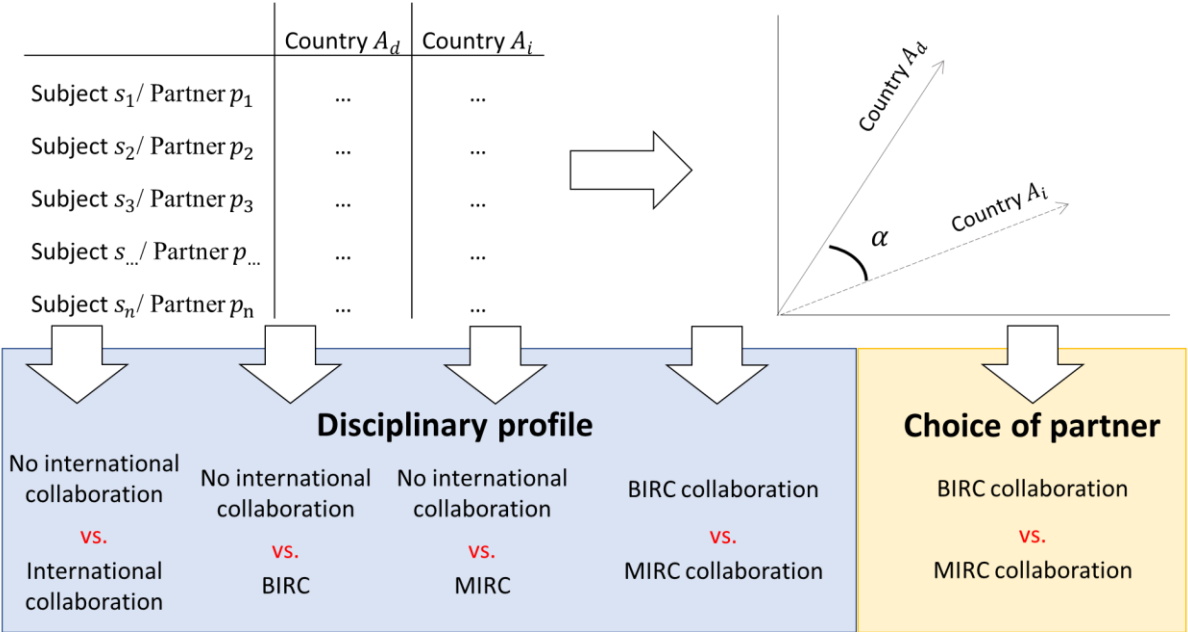 Country A_d Country A_i
Subject s_1/ Partner p_1 ... ...
Subject s_2/ Partner p_2 ... ...
Subject s_3/ Partner p_3 ... ...
Subject s_.../ Partner p_... ... ...
Subject s_n/ Partner p_n ... ...
Country A_d
Country A_i
α
Disciplinary profile
No international
collaboration
vs.
International
collaboration
No international
collaboration
vs.
BIRC
No international
collaboration
vs.
MIRC
BIRC collaboration
vs.
MIRC collaboration
Choice of partner
BIRC collaboration
vs.
MIRC collaboration